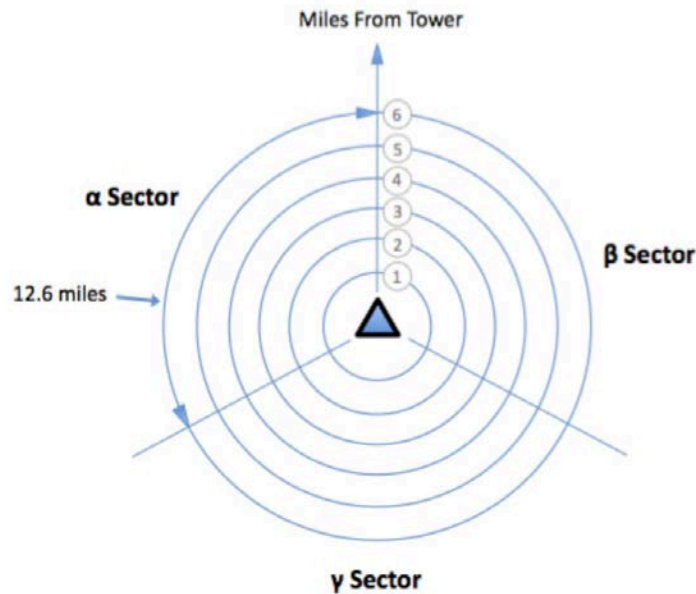 Miles From Tower
6
5
4
3
2
1
α Sector
β Sector
12.6 miles
γ Sector